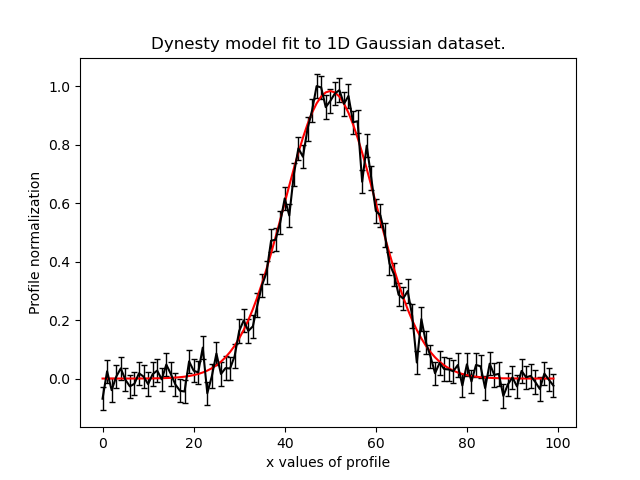 Dynesty model fit to 1D Gaussian dataset.
Profile normalization
1.0
0.8
0.6
0.4
0.2
0.0
0 20 40 60 80 100
x values of profile